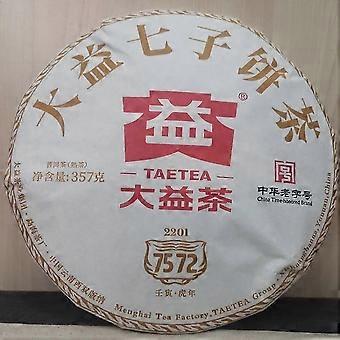 大益七子饼茶
益
®
TAETEA
大益茶
普洱茶(熟茶)
净含量:357克
中华老字号
China Time-honored Brand
2201
7572
壬寅·虎年
Menghai Tea Factory, TAETEA Group